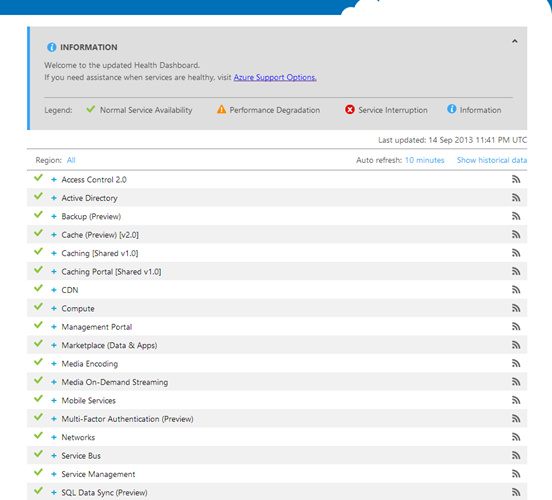 INFORMATION
Welcome to the updated Health Dashboard.
If you need assistance when services are healthy, visit Azure Support Options.
Legend: Normal Service Availability Performance Degradation Service Interruption Information
Last updated: 14 Sep 2013 11:41 PM UTC
Region: All Auto refresh: 10 minutes Show historical data
Access Control 2.0
Active Directory
Backup (Preview)
Cache (Preview) [v2.0]
Caching [Shared v1.0]
Caching Portal [Shared v1.0]
CDN
Compute
Management Portal
Marketplace (Data & Apps)
Media Encoding
Media On-Demand Streaming
Mobile Services
Multi-Factor Authentication (Preview)
Networks
Service Bus
Service Management
SQL Data Sync (Preview)